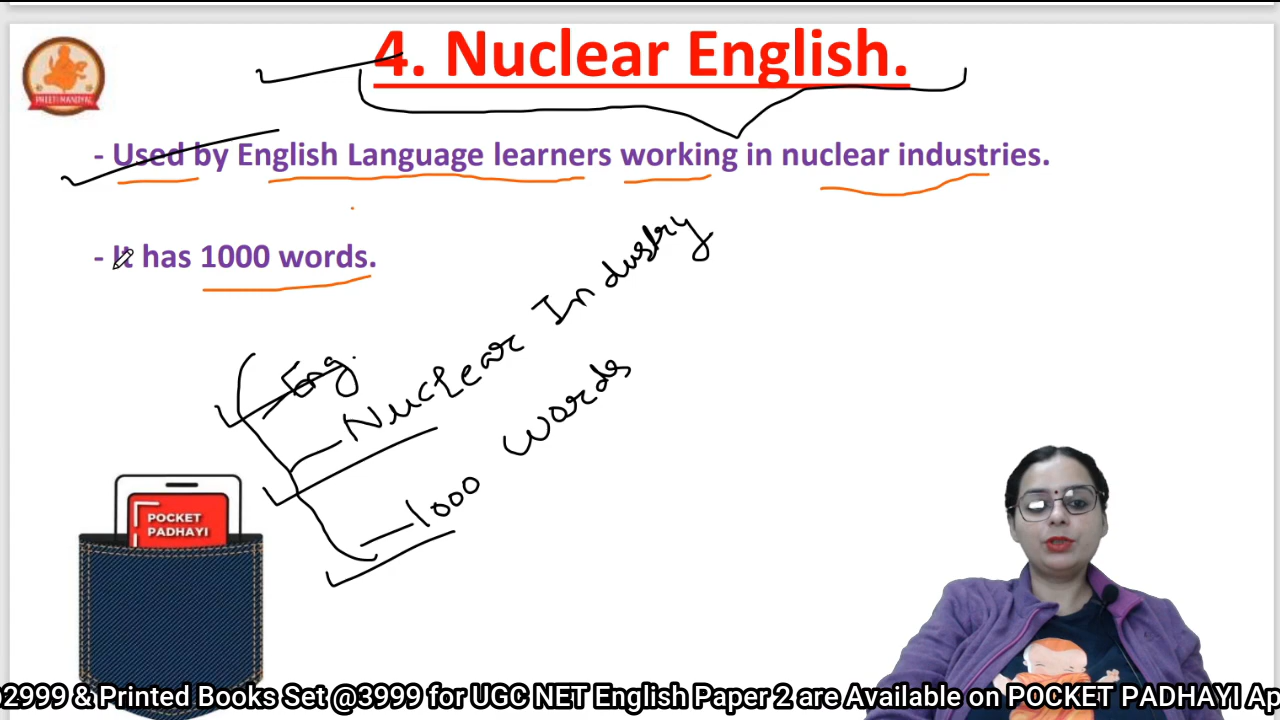 4. Nuclear English.
PREETI MANDYAL
- Used by English Language learners working in nuclear industries.
- It has 1000 words.
Eng.
Nuclear Industry
1000 words
POCKET
PADHAYI
2999 & Printed Books Set @3999 for UGC NET English Paper 2 are Available on POCKET PADHAYI Ap